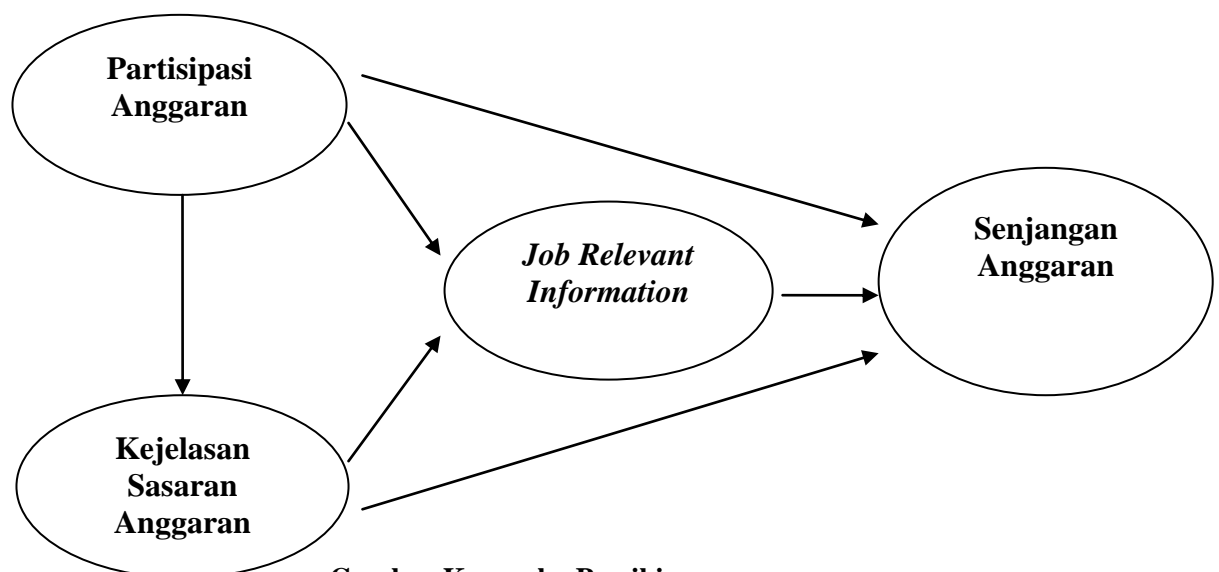 Partisipasi
Anggaran
Job Relevant
Information
Senjangan
Anggaran
Kejelasan
Sasaran
Anggaran